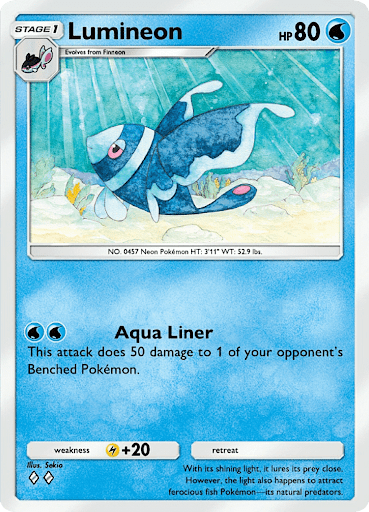 STAGE 1
Lumineon
HP 80
Evolves from Finneon
NO. 0457 Neon Pokémon HT: 3'11" WT: 52.9 lbs.
Aqua Liner
This attack does 50 damage to 1 of your opponent's
Benched Pokémon.
weakness +20
retreat
Illus. Sekio
With its shining light, it lures its prey close.
However, the light also happens to attract
ferocious fish Pokémon—its natural predators.